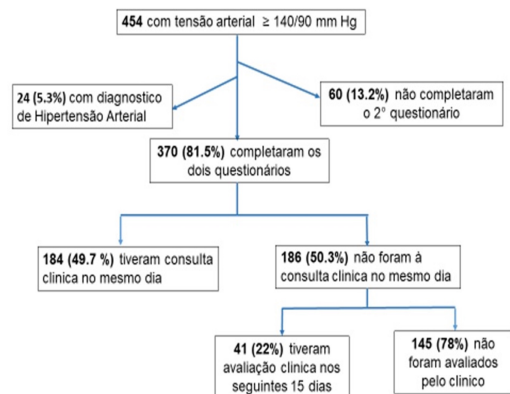 454 com tensão arterial ≥ 140/90 mm Hg
24 (5.3%) com diagnostico
de Hipertensão Arterial
60 (13.2%) não completaram
o 2° questionário
370 (81.5%) completaram os
dois questionários
184 (49.7 %) tiveram consulta
clinica no mesmo dia
186 (50.3%) não foram á
consulta clinica no mesmo dia
41 (22%) tiveram
avaliação clinica nos
seguintes 15 dias
145 (78%) não
foram avaliados
pelo clinico